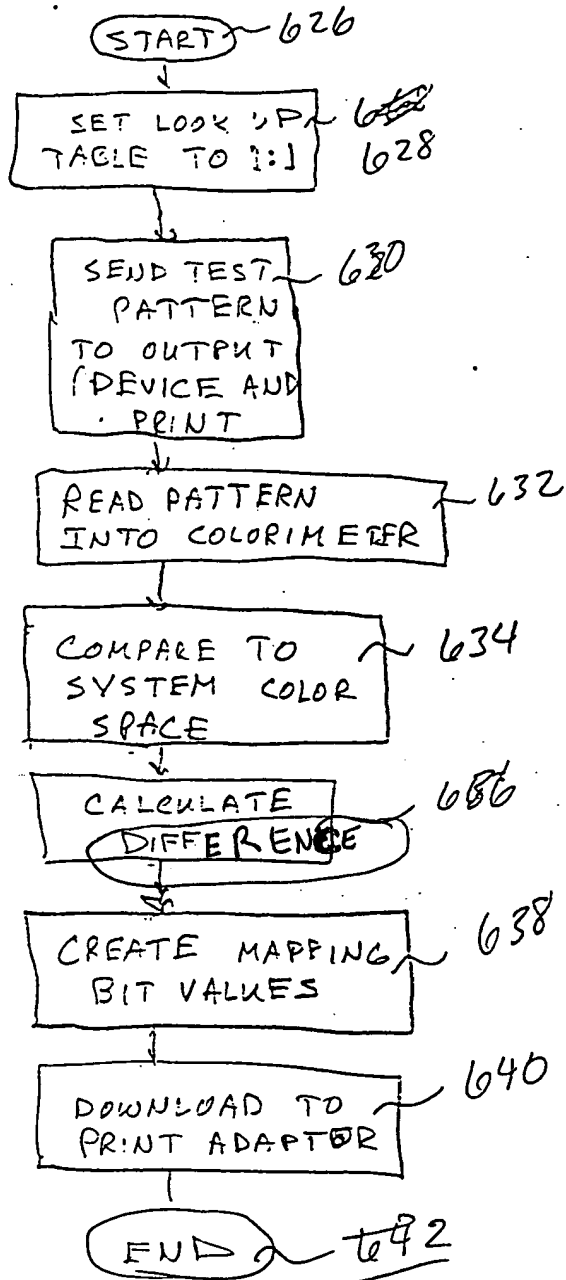 START 626
SET LOOK UP
TABLE TO 1:1 628
SEND TEST 630
PATTERN
TO OUTPUT
DEVICE AND
PRINT
READ PATTERN 632
INTO COLORIMETER
COMPARE TO 634
SYSTEM COLOR
SPACE
CALCULATE
DIFFERENCE
CREATE MAPPING 638
BIT VALUES
DOWNLOAD TO 640
PRINT ADAPTOR
END 642